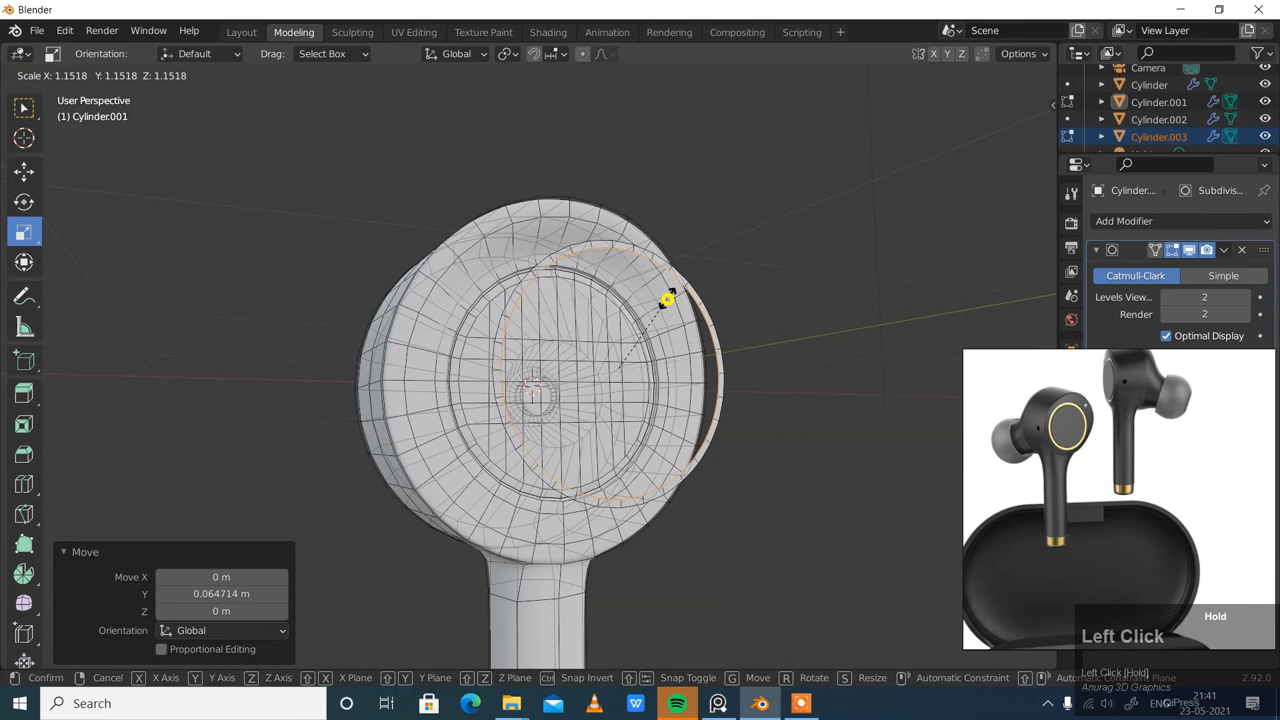 Blender
File Edit Render Window Help Layout Modeling Sculpting UV Editing Texture Paint Shading Animation Rendering Compositing Scripting + Scene View Layer
Orientation: Default Drag: Select Box Global X Y Z Options
Scale X: 1.1518 Y: 1.1518 Z: 1.1518
User Perspective
(1) Cylinder.001
Camera
Cylinder
Cylinder.001
Cylinder.002
Cylinder.003
Cylinder... Subdivis...
Add Modifier
Catmull-Clark Simple
Levels View... 2
Render 2
Optimal Display
Move
Move X 0 m
Y 0.064714 m
Z 0 m
Orientation Global
Proportional Editing
Hold
Left Click
Left Click [Hold]
Anurag 3D Graphics
Confirm Cancel X X Axis Y Y Axis Z Z Axis X X Plane Y Y Plane Z Z Plane Ctrl Snap Invert Snap Toggle G Move R Rotate S Resize Automatic Constraint Automatic Constraint Plane 2.92.0
Search
ENG
21:41
23-05-2021